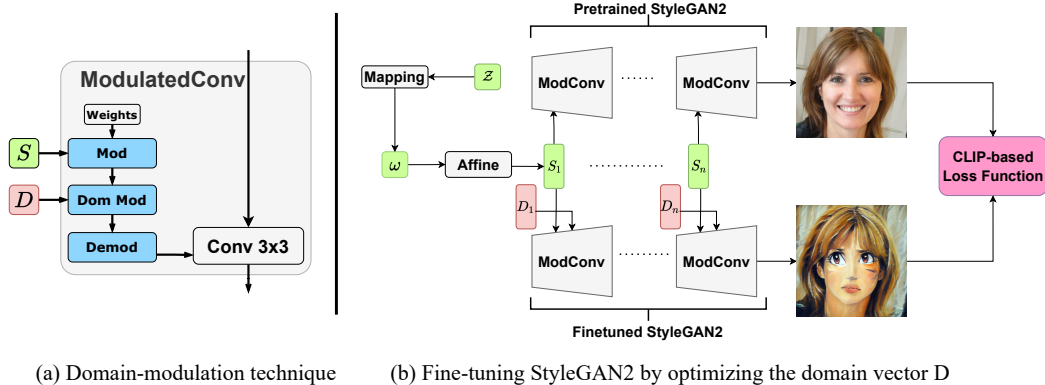 ModulatedConv
Weights
S
Mod
D
Dom Mod
Demod
Conv 3x3
(a) Domain-modulation technique
Pretrained StyleGAN2
Mapping
𝒵
ModConv
......
ModConv
ω
Affine
S₁
..........
Sₙ
D₁
Dₙ
ModConv
........
ModConv
Finetuned StyleGAN2
CLIP-based
Loss Function
(b) Fine-tuning StyleGAN2 by optimizing the domain vector D